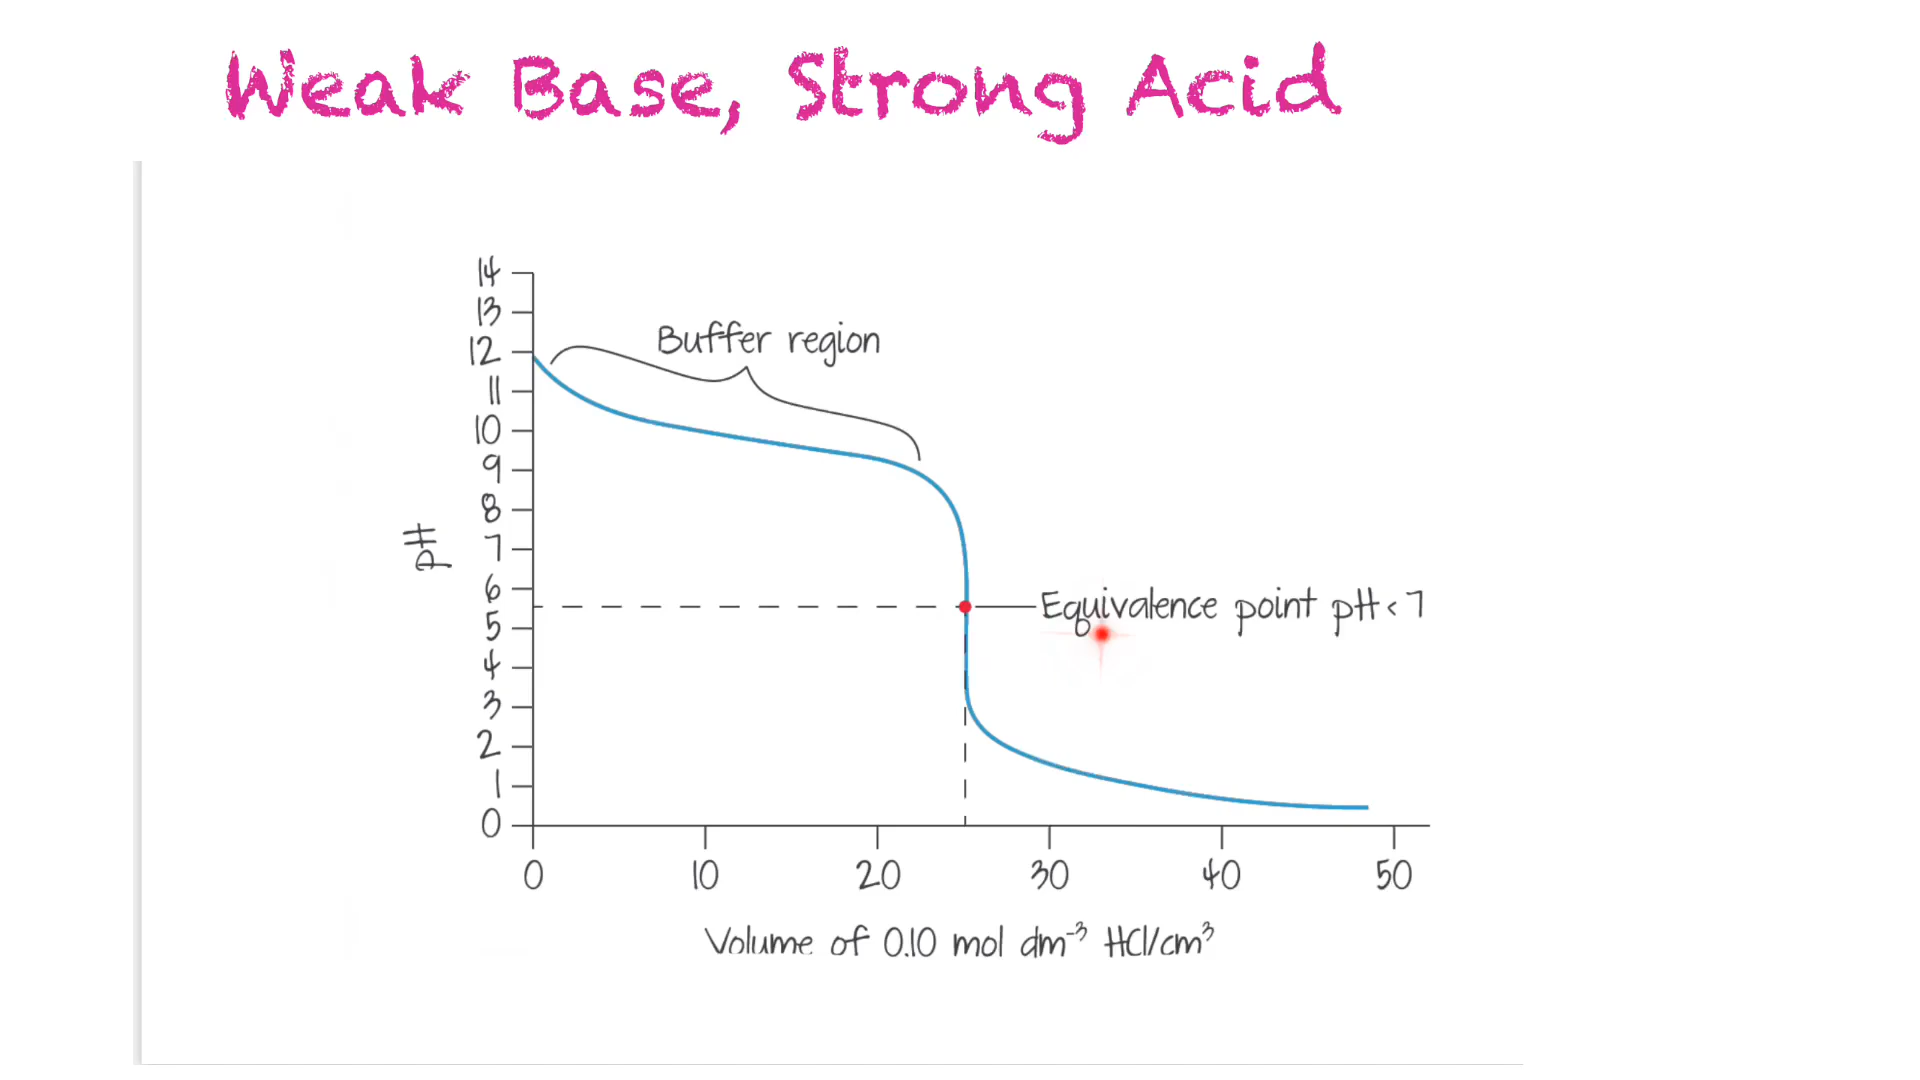 Weak Base, Strong Acid
14
13
12
11
10
9
8
7
6
5
4
3
2
1
0
pH
Buffer region
Equivalence point pH < 7
0 10 20 30 40 50
Volume of 0.10 mol dm⁻³ HCl/cm³